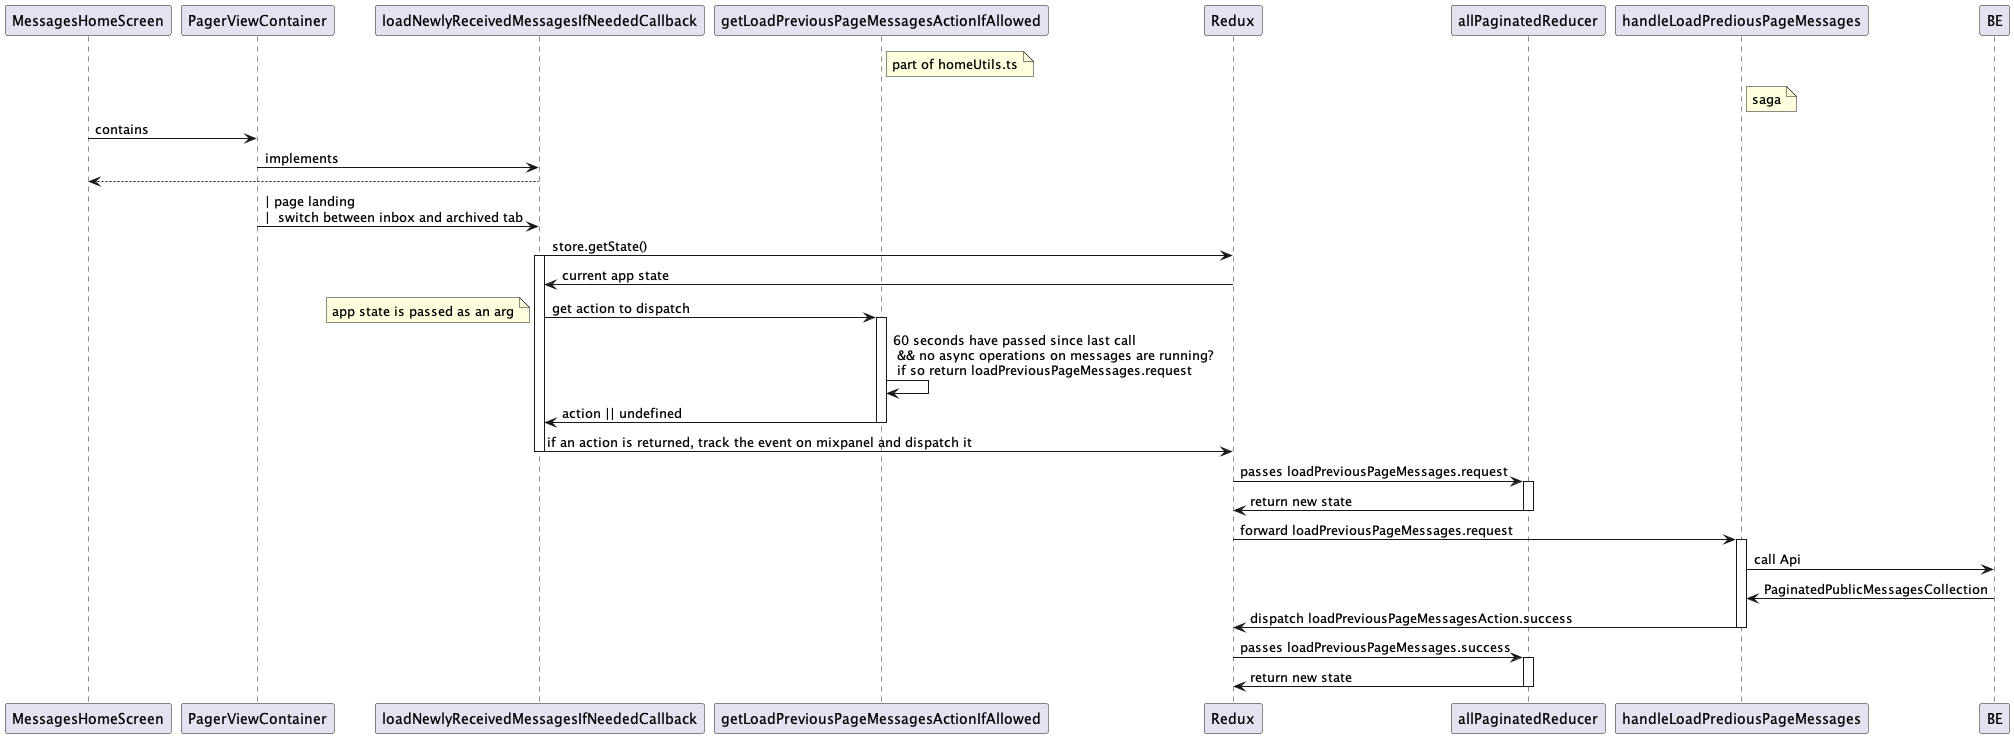 MessagesHomeScreen
PagerViewContainer
loadNewlyReceivedMessagesIfNeededCallback
getLoadPreviousPageMessagesActionIfAllowed
Redux
allPaginatedReducer
handleLoadPrediousPageMessages
BE
part of homeUtils.ts
saga
contains
implements
| page landing
| switch between inbox and archived tab
store.getState()
current app state
app state is passed as an arg
get action to dispatch
60 seconds have passed since last call
&& no async operations on messages are running?
if so return loadPreviousPageMessages.request
action || undefined
if an action is returned, track the event on mixpanel and dispatch it
passes loadPreviousPageMessages.request
return new state
forward loadPreviousPageMessages.request
call Api
PaginatedPublicMessagesCollection
dispatch loadPreviousPageMessagesAction.success
passes loadPreviousPageMessages.success
return new state
MessagesHomeScreen
PagerViewContainer
loadNewlyReceivedMessagesIfNeededCallback
getLoadPreviousPageMessagesActionIfAllowed
Redux
allPaginatedReducer
handleLoadPrediousPageMessages
BE